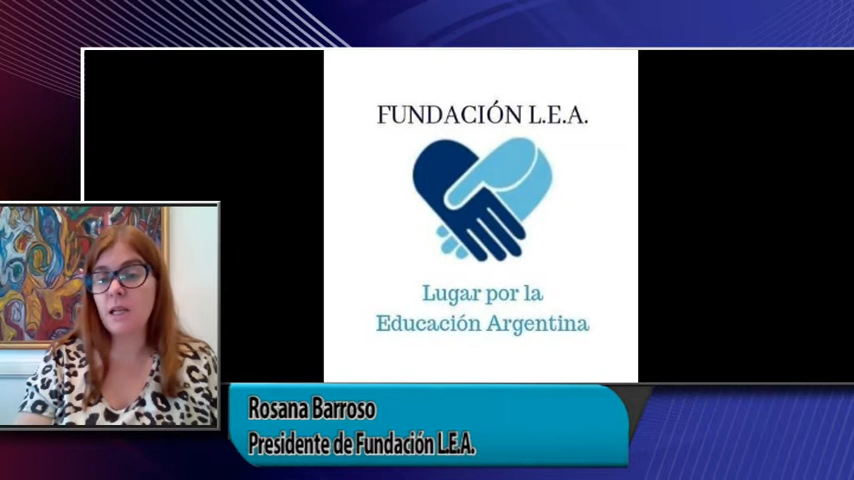 FUNDACIÓN L.E.A.
Lugar por la
Educación Argentina
Rosana Barroso
Presidente de Fundación L.E.A.